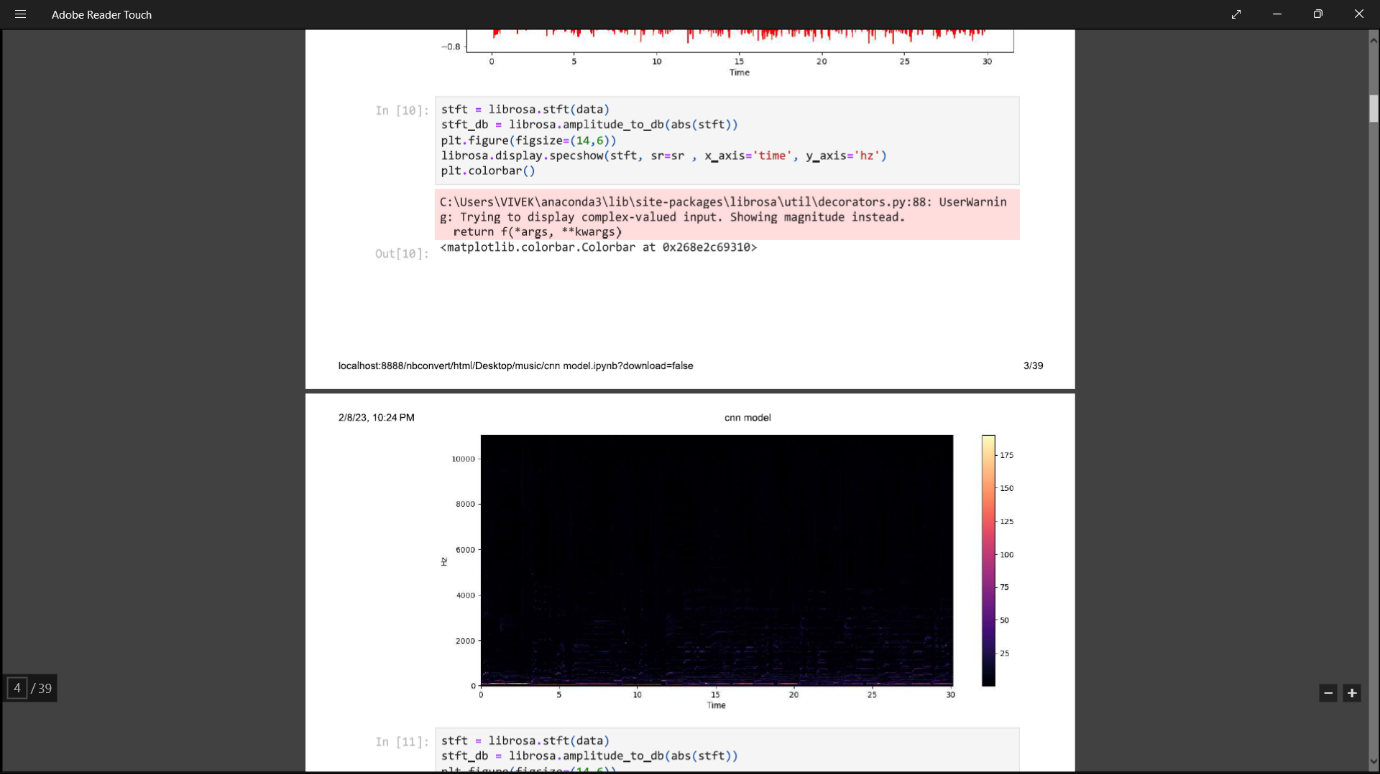 Adobe Reader Touch
−0.8
0 5 10 15 20 25 30
Time
In [10]:
stft = librosa.stft(data)
stft_db = librosa.amplitude_to_db(abs(stft))
plt.figure(figsize=(14,6))
librosa.display.specshow(stft, sr=sr , x_axis='time', y_axis='hz')
plt.colorbar()
C:\Users\VIVEK\anaconda3\lib\site-packages\librosa\util\decorators.py:88: UserWarnin
g: Trying to display complex-valued input. Showing magnitude instead.
return f(*args, **kwargs)
Out[10]:
<matplotlib.colorbar.Colorbar at 0x268e2c69310>
localhost:8888/nbconvert/html/Desktop/music/cnn model.ipynb?download=false 3/39
2/8/23, 10:24 PM cnn model
10000
8000
6000
4000
2000
0
Hz
0 5 10 15 20 25 30
Time
175
150
125
100
75
50
25
4 / 39
In [11]:
stft = librosa.stft(data)
stft_db = librosa.amplitude_to_db(abs(stft))
plt.figure(figsize=(14,6))